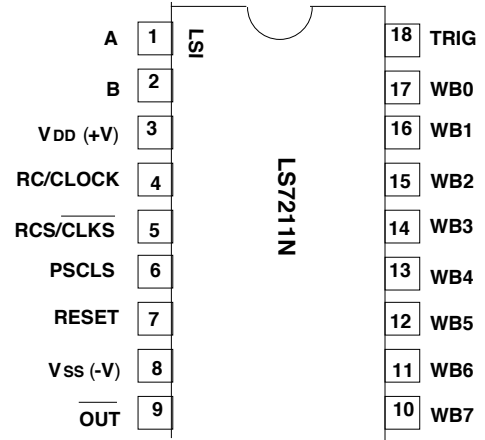 A 1 LSI 18 TRIG
B 2 17 WB0
VDD (+V) 3 16 WB1
RC/CLOCK 4 15 WB2
RCS/CLKS 5 14 WB3
PSCLS 6 13 WB4
RESET 7 12 WB5
VSS (-V) 8 11 WB6
OUT 9 10 WB7
LS7211N